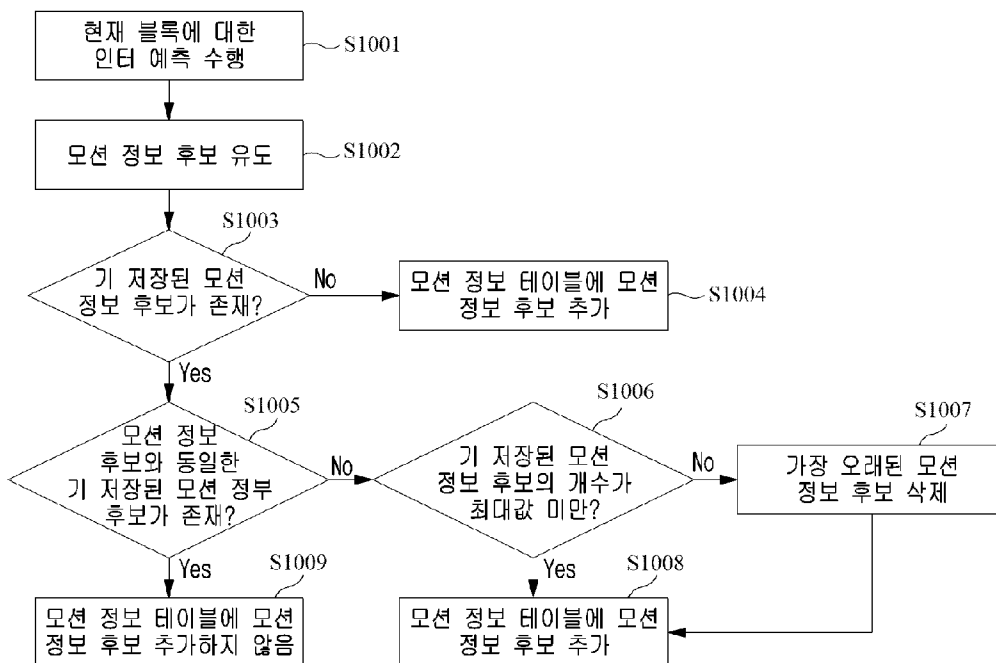 현재 블록에 대한
인터 예측 수행
S1001
모션 정보 후보 유도
S1002
S1003
기 저장된 모션
정보 후보가 존재?
No
모션 정보 테이블에 모션
정보 후보 추가
S1004
Yes
S1005
모션 정보
후보와 동일한
기 저장된 모션 정부
후보가 존재?
No
S1006
기 저장된 모션
정보 후보의 개수가
최대값 미만?
No
S1007
가장 오래된 모션
정보 후보 삭제
Yes
S1009
모션 정보 테이블에 모션
정보 후보 추가하지 않음
Yes
S1008
모션 정보 테이블에 모션
정보 후보 추가